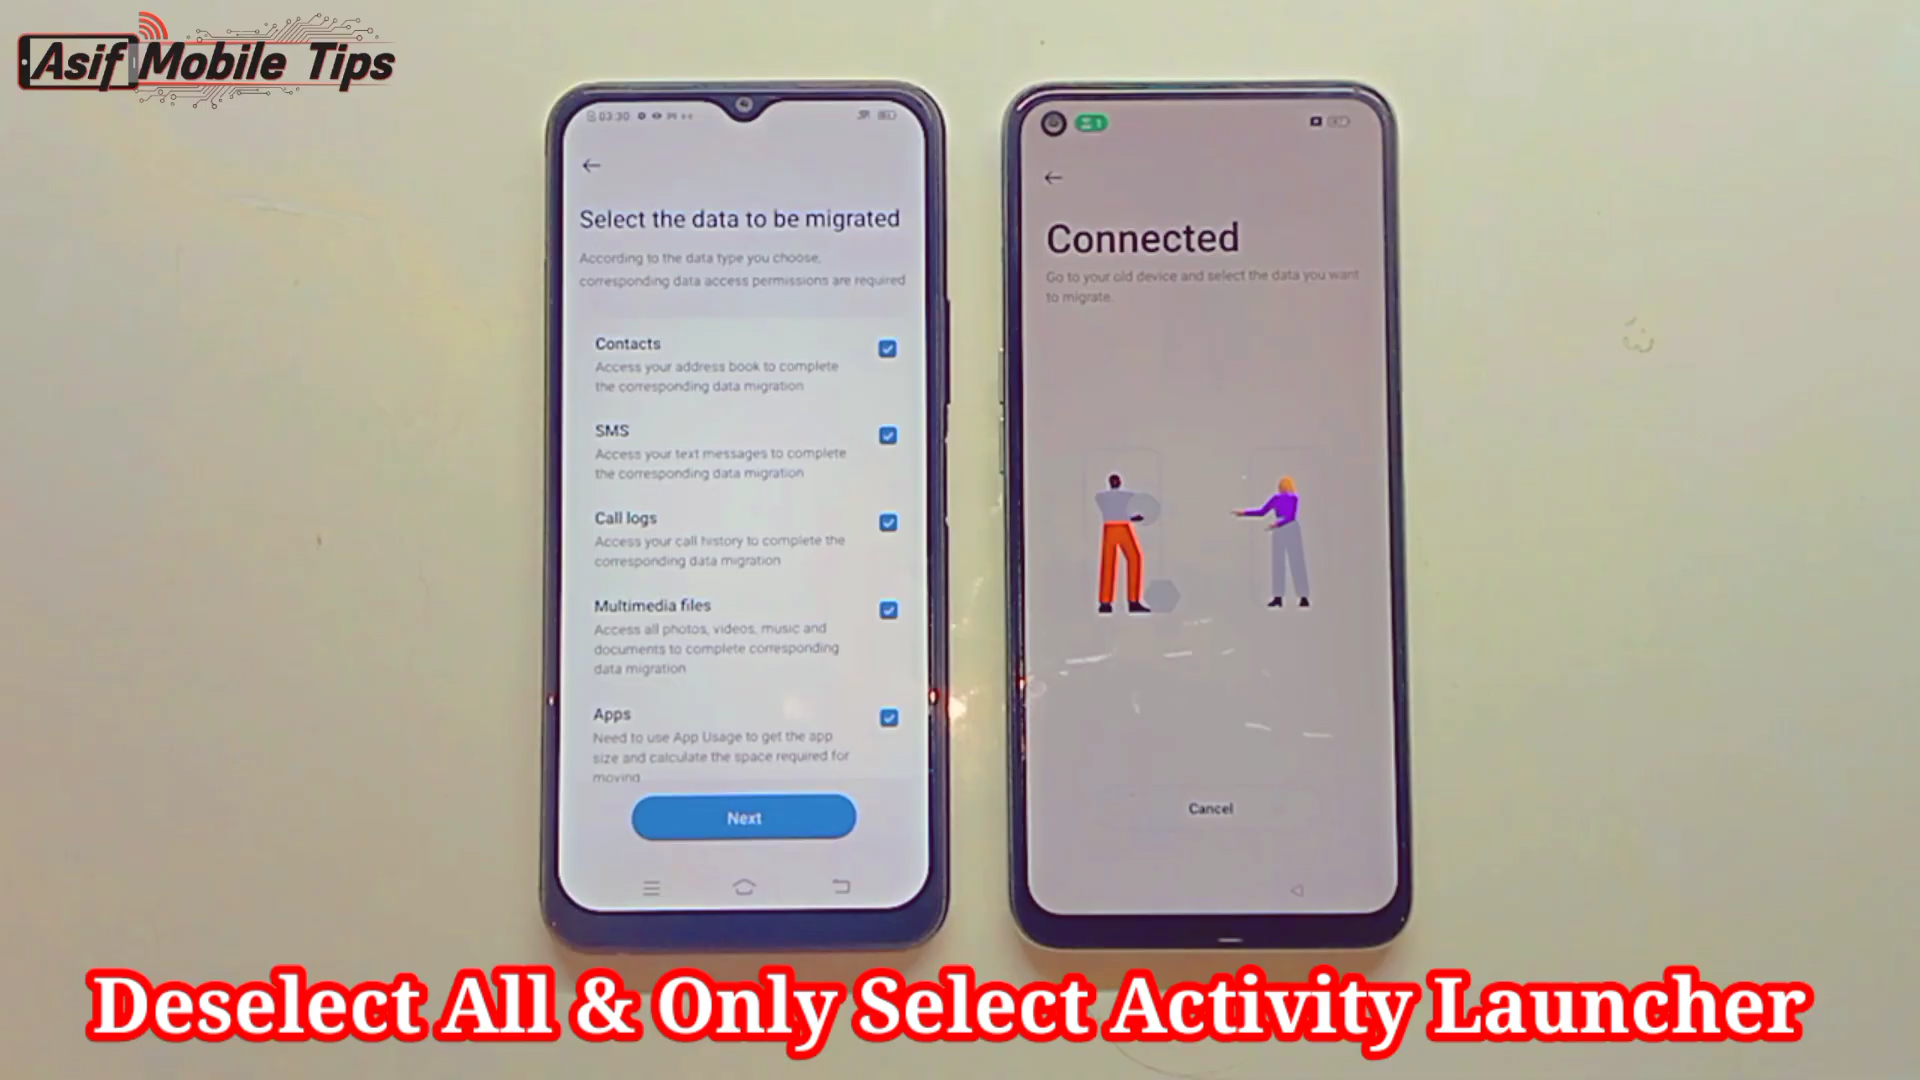 Asif Mobile Tips
03:30
Select the data to be migrated
According to the data type you choose,
corresponding data access permissions are required
Contacts
Access your address book to complete
the corresponding data migration
SMS
Access your text messages to complete
the corresponding data migration
Call logs
Access your call history to complete the
corresponding data migration
Multimedia files
Access all photos, videos, music and
documents to complete corresponding
data migration
Apps
Need to use App Usage to get the app
size and calculate the space required for
moving
Next
Connected
Go to your old device and select the data you want
to migrate.
Cancel
Deselect All & Only Select Activity Launcher